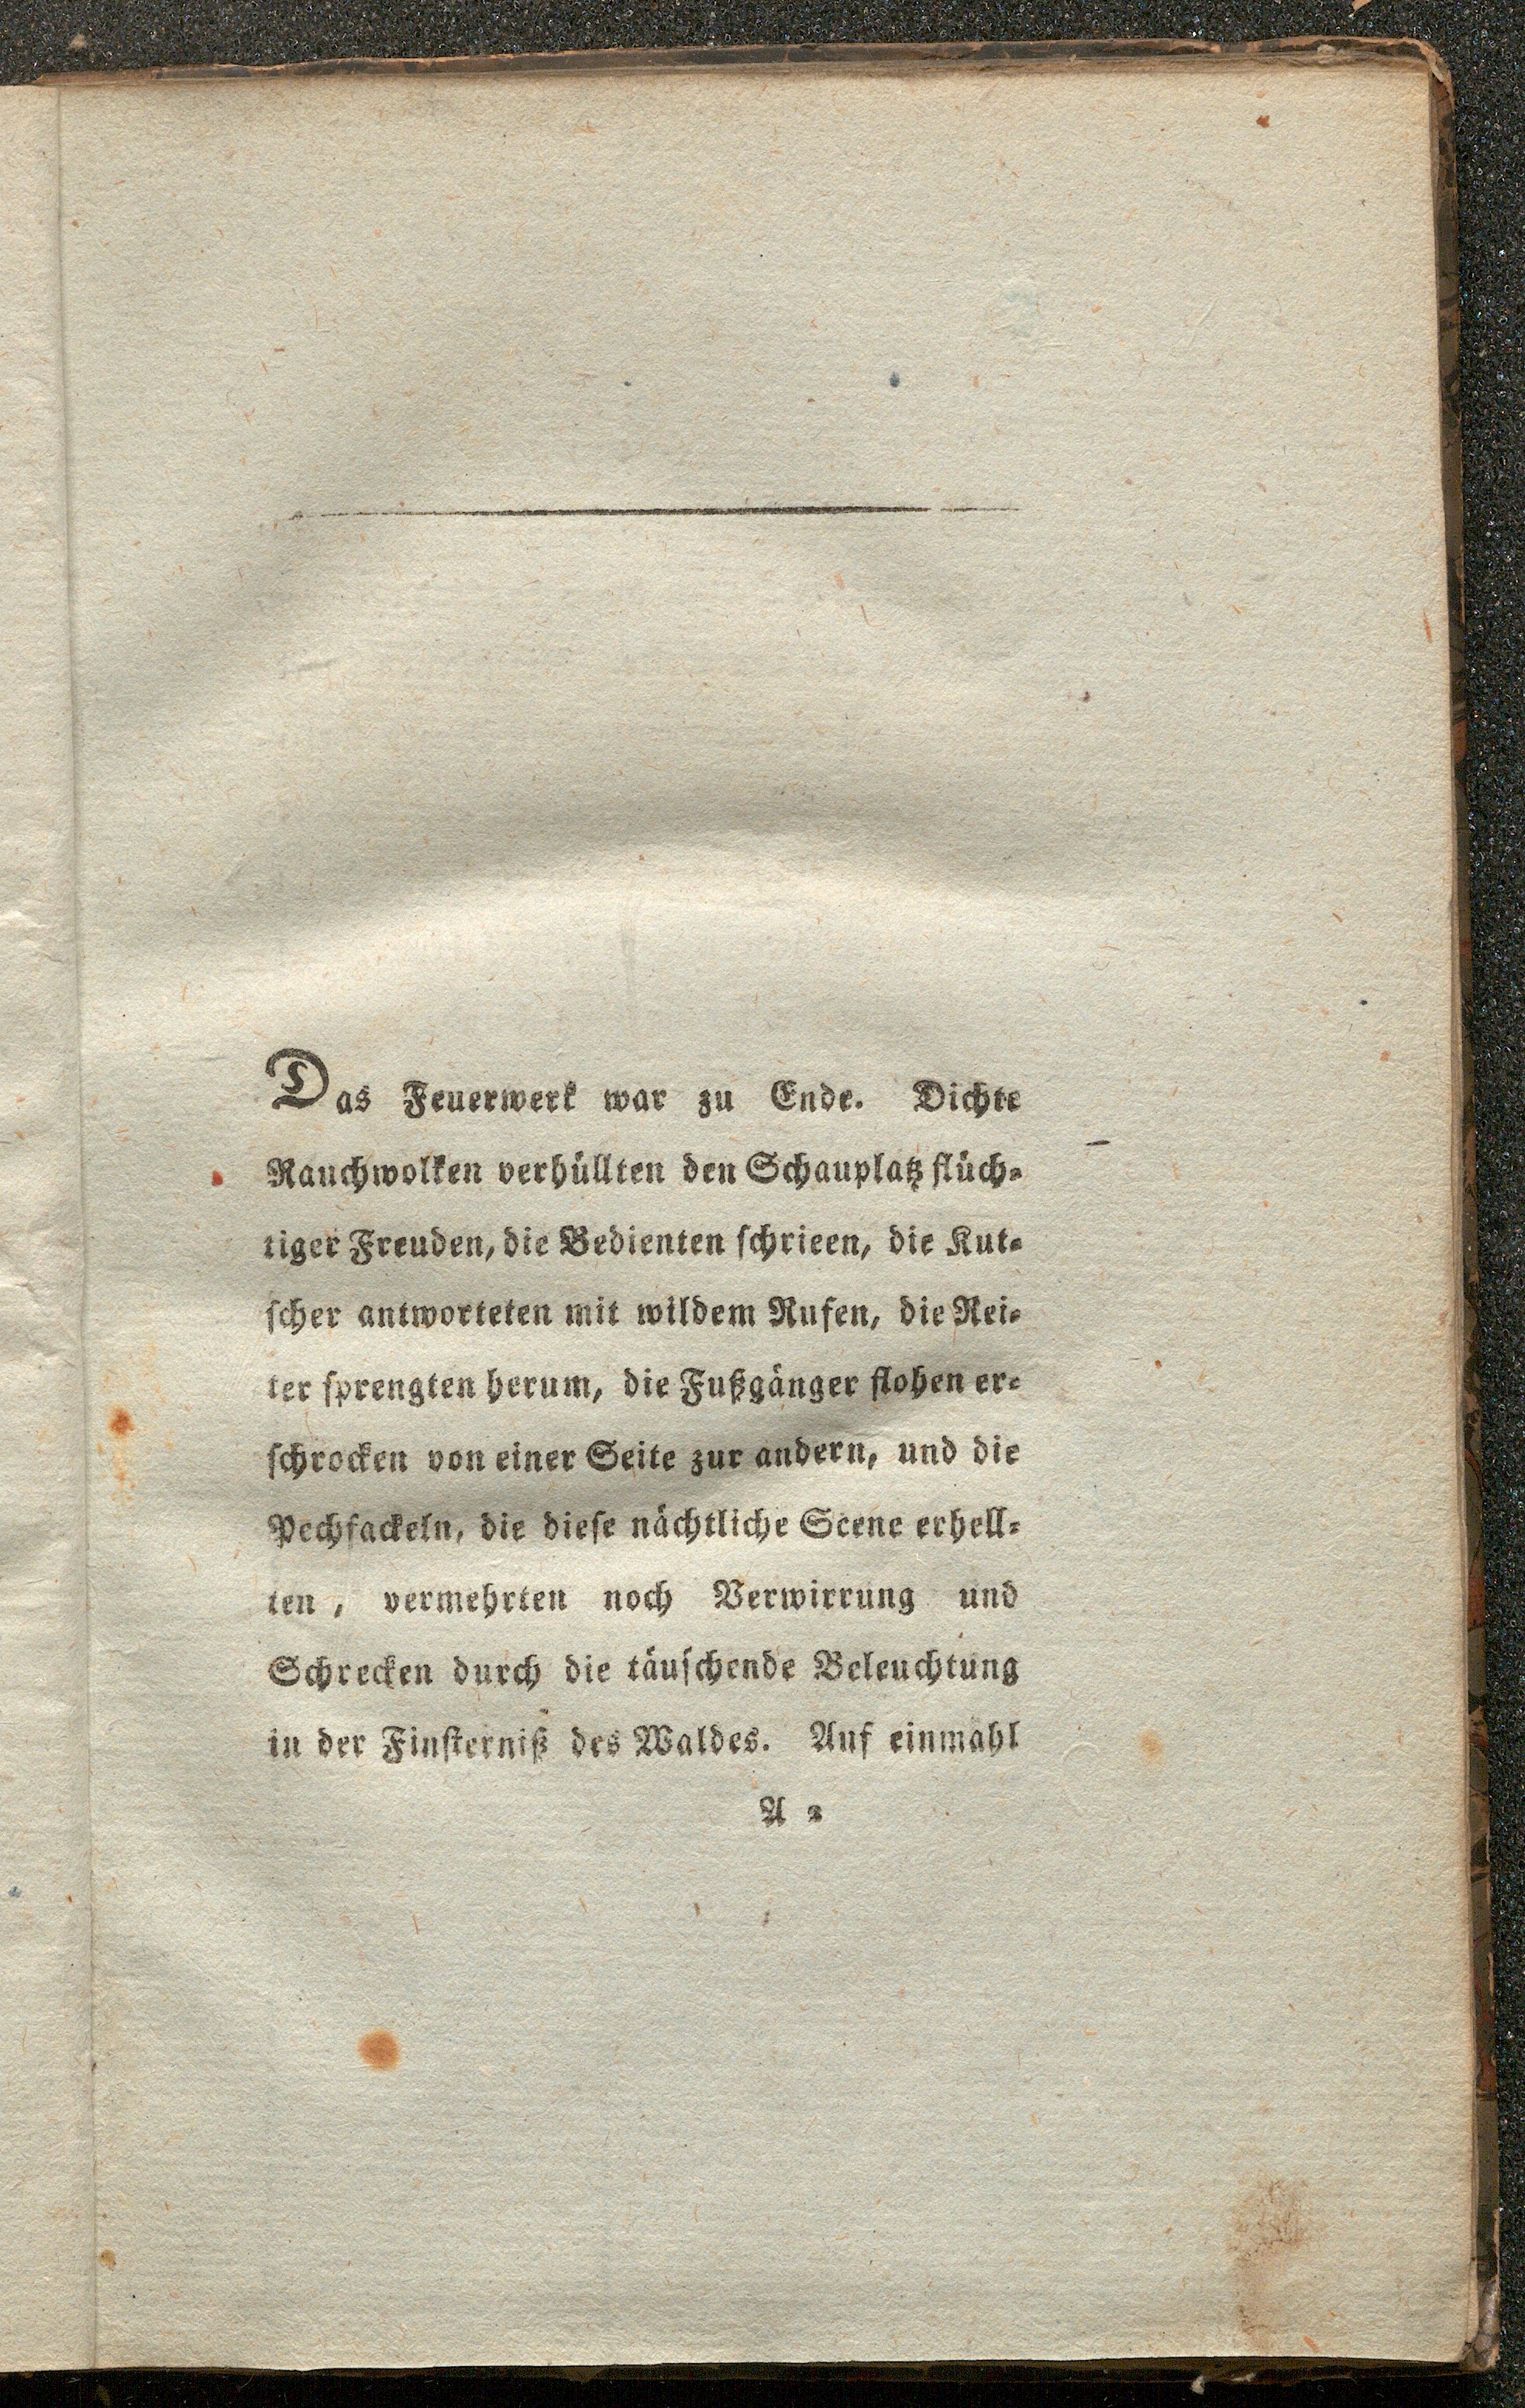 Das Feuerwerk war zu Ende. Dichte
Rauchwolken verhüllten den Schauplatz flüch-
tiger Freuden, die Bedienten schrieen, die Kut-
scher antworteten mit wildem Rufen, die Rei-
ter sprengten herum, die Fußgänger flohen er-
schrocken von einer Seite zur andern, und die
Pechfackeln, die diese nächtliche Scene erhell-
ten, vermehrten noch Verwirrung und
Schrecken durch die täuschende Beleuchtung
in der Finsterniß des Waldes. Auf einmahl
A 2